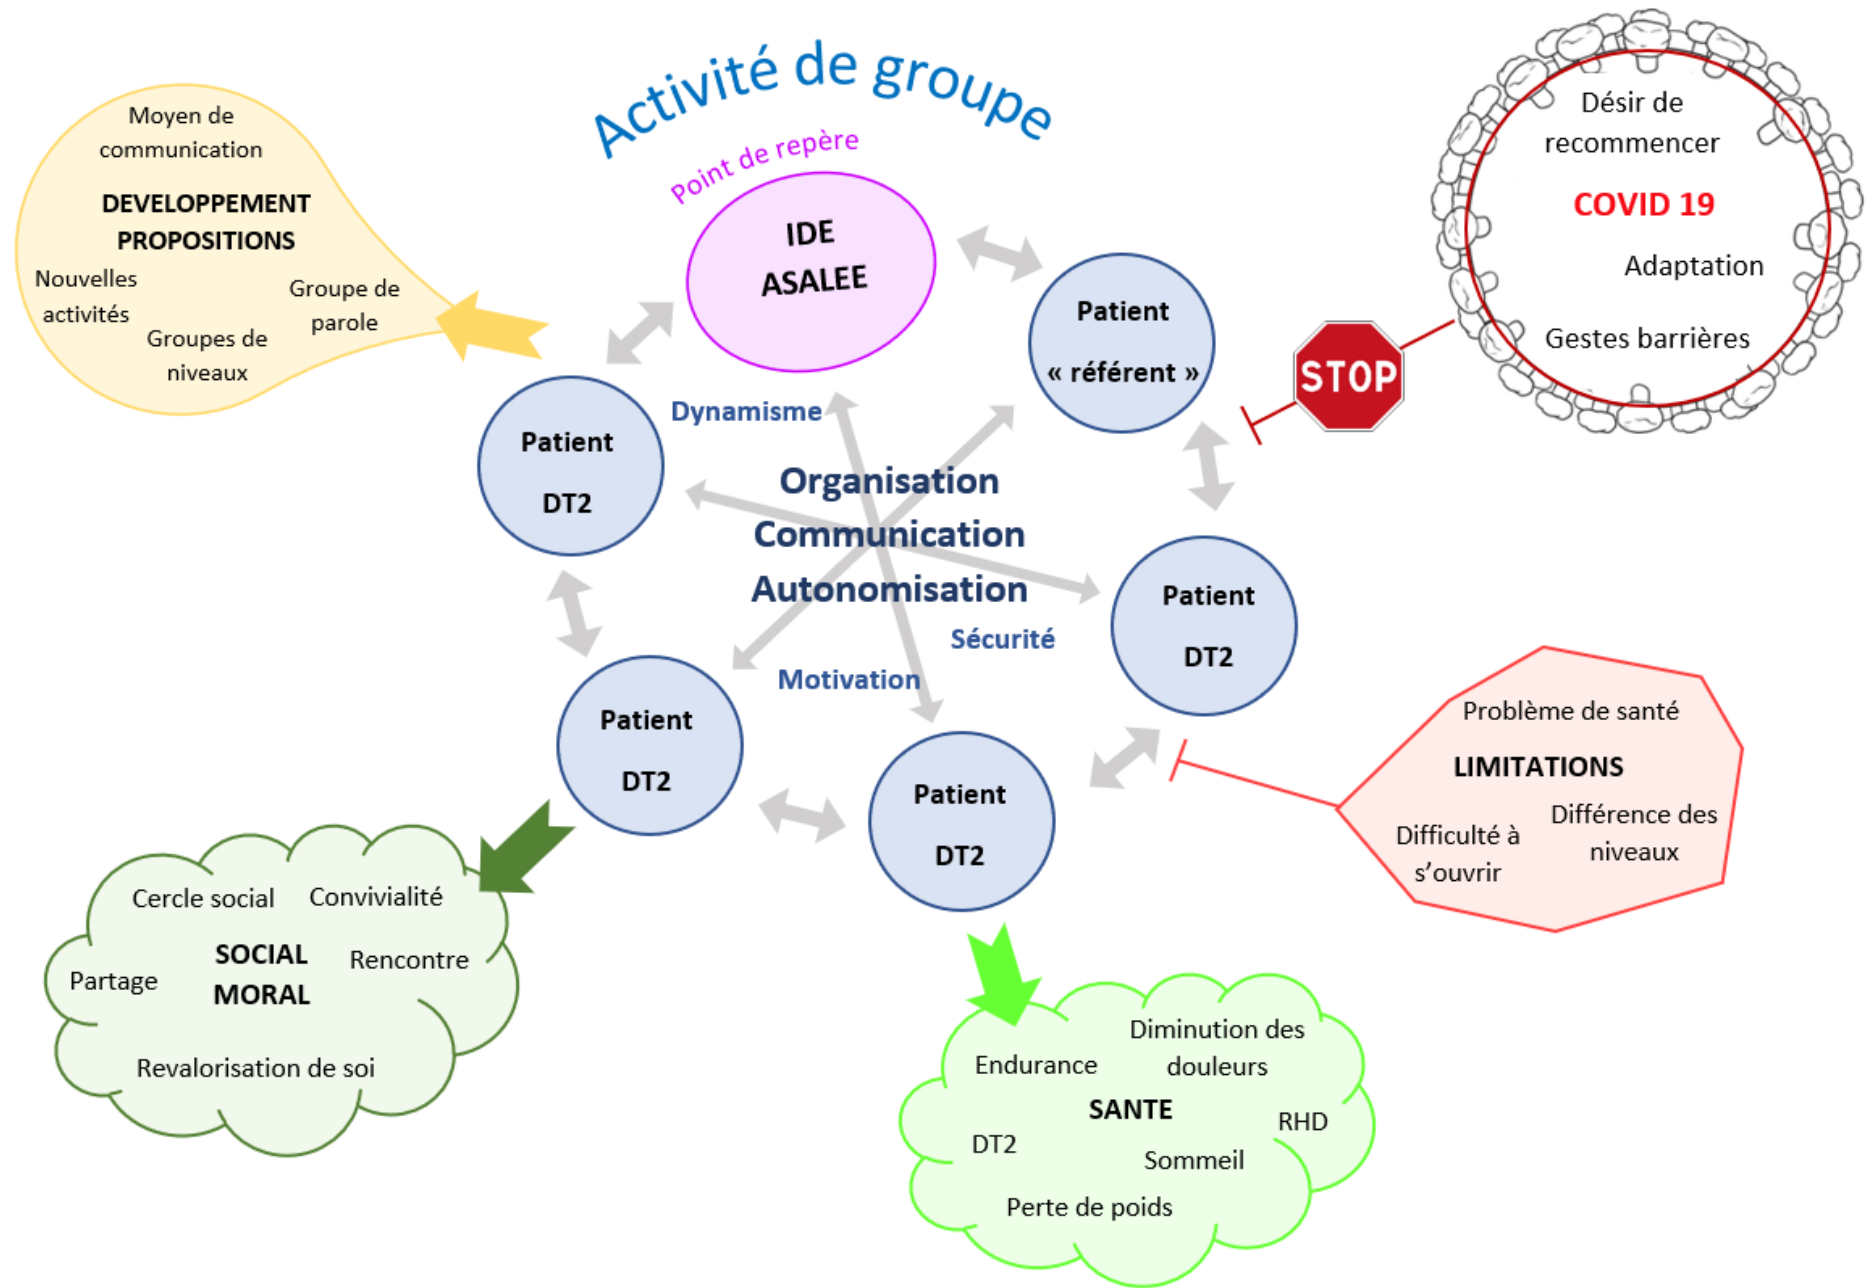 Activité de groupe
Point de repère
IDE
ASALEE
Moyen de
communication
DEVELOPPEMENT
PROPOSITIONS
Nouvelles
activités
Groupe de
parole
Groupes de
niveaux
Désir de
recommencer
COVID 19
Adaptation
Gestes barrières
STOP
Patient
« référent »
Patient
DT2
Dynamisme
Organisation
Communication
Autonomisation
Sécurité
Motivation
Patient
DT2
Patient
DT2
Patient
DT2
Problème de santé
LIMITATIONS
Différence des
niveaux
Difficulté à
s’ouvrir
Cercle social
Convivialité
SOCIAL
MORAL
Rencontre
Partage
Revalorisation de soi
Diminution des
douleurs
Endurance
SANTE
RHD
DT2
Sommeil
Perte de poids